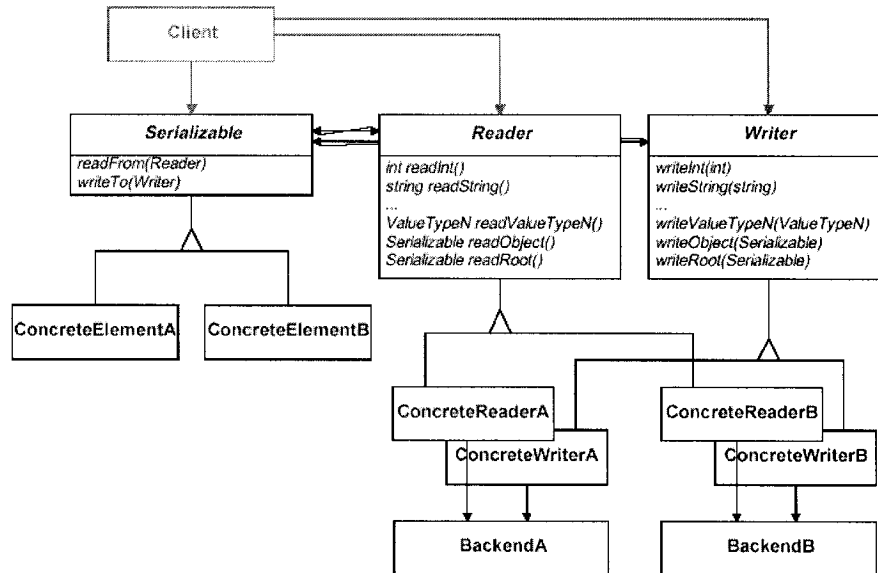 Client
Serializable
readFrom(Reader)
writeTo(Writer)
Reader
int readInt()
string readString()
...
ValueTypeN readValueTypeN()
Serializable readObject()
Serializable readRoot()
Writer
writeInt(int)
writeString(string)
...
writeValueTypeN(ValueTypeN)
writeObject(Serializable)
writeRoot(Serializable)
ConcreteElementA
ConcreteElementB
ConcreteReaderA
ConcreteWriterA
ConcreteReaderB
ConcreteWriterB
BackendA
BackendB